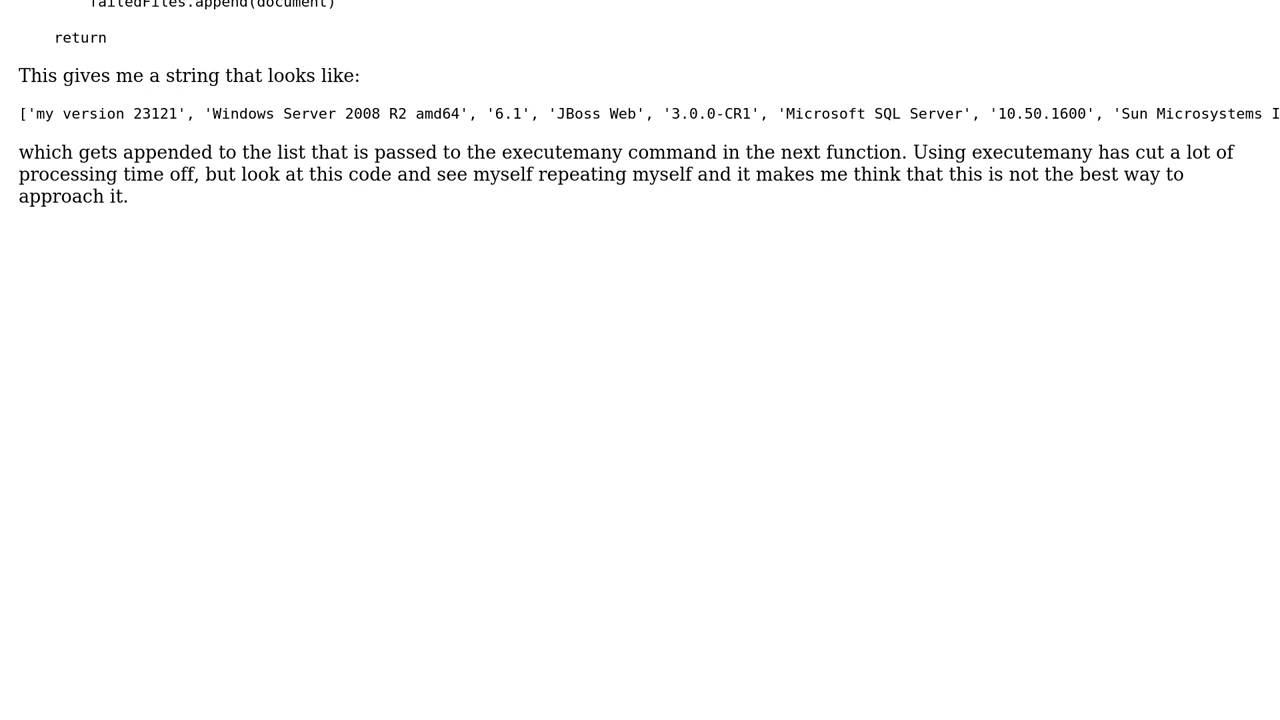 failedFiles.append(document)
return
This gives me a string that looks like:
['my version 23121', 'Windows Server 2008 R2 amd64', '6.1', 'JBoss Web', '3.0.0-CR1', 'Microsoft SQL Server', '10.50.1600', 'Sun Microsystems I
which gets appended to the list that is passed to the executemany command in the next function. Using executemany has cut a lot of
processing time off, but look at this code and see myself repeating myself and it makes me think that this is not the best way to
approach it.